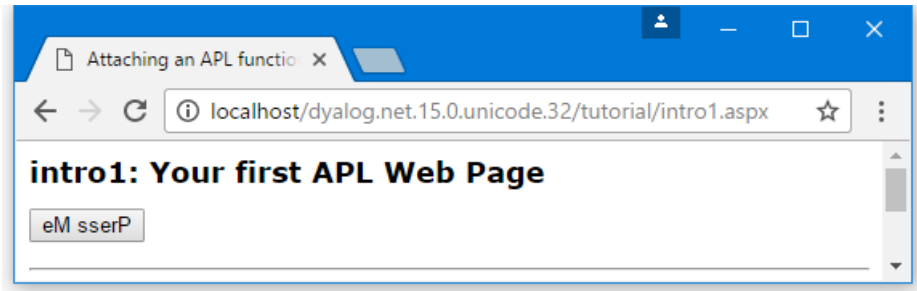 Attaching an APL functio
localhost/dyalog.net.15.0.unicode.32/tutorial/intro1.aspx
intro1: Your first APL Web Page
eM sserP